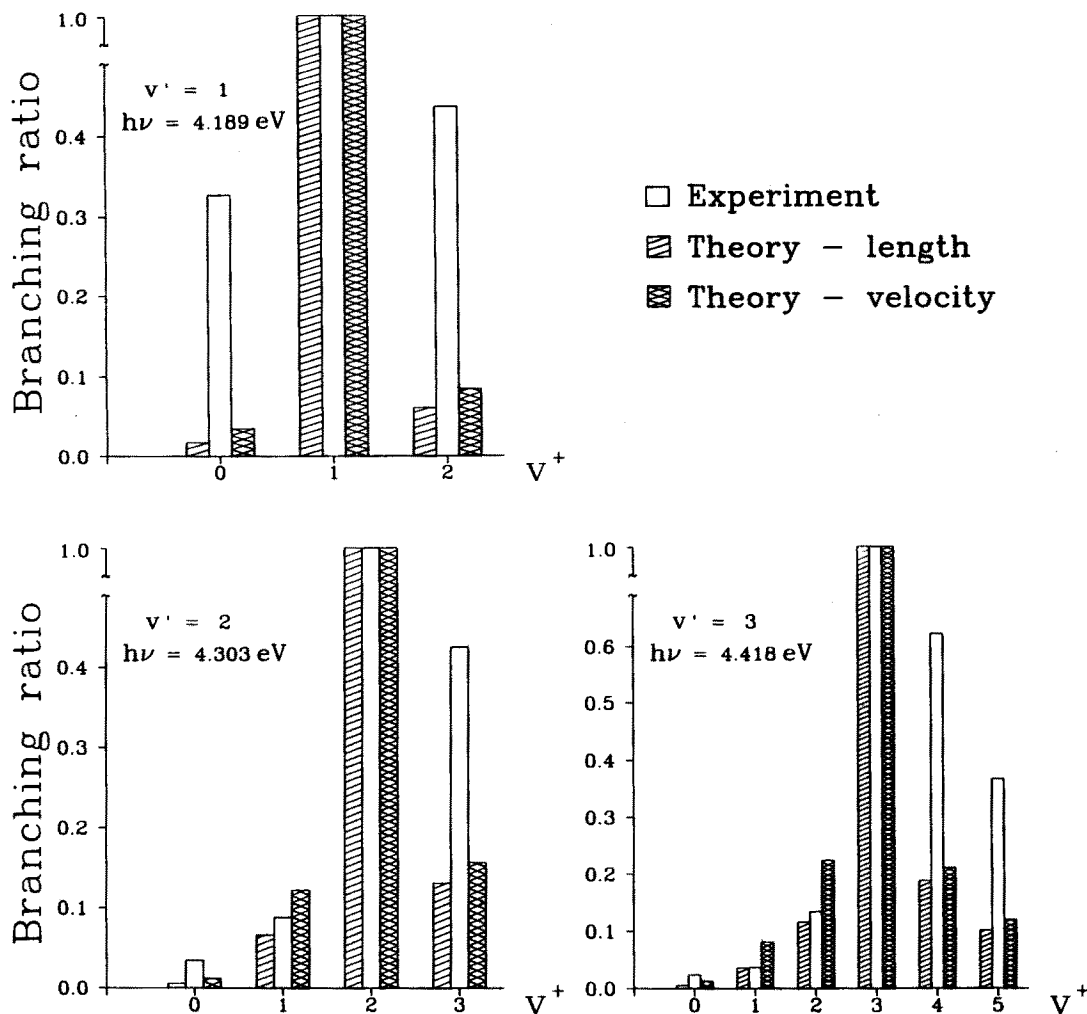 Branching ratio
1.0
0.4
0.3
0.2
0.1
0.0
v' = 1
hν = 4.189 eV
0 1 2 V⁺
Experiment
Theory – length
Theory – velocity
Branching ratio
1.0
0.4
0.3
0.2
0.1
0.0
v' = 2
hν = 4.303 eV
0 1 2 3 V⁺
1.0
0.6
0.5
0.4
0.3
0.2
0.1
0.0
v' = 3
hν = 4.418 eV
0 1 2 3 4 5 V⁺